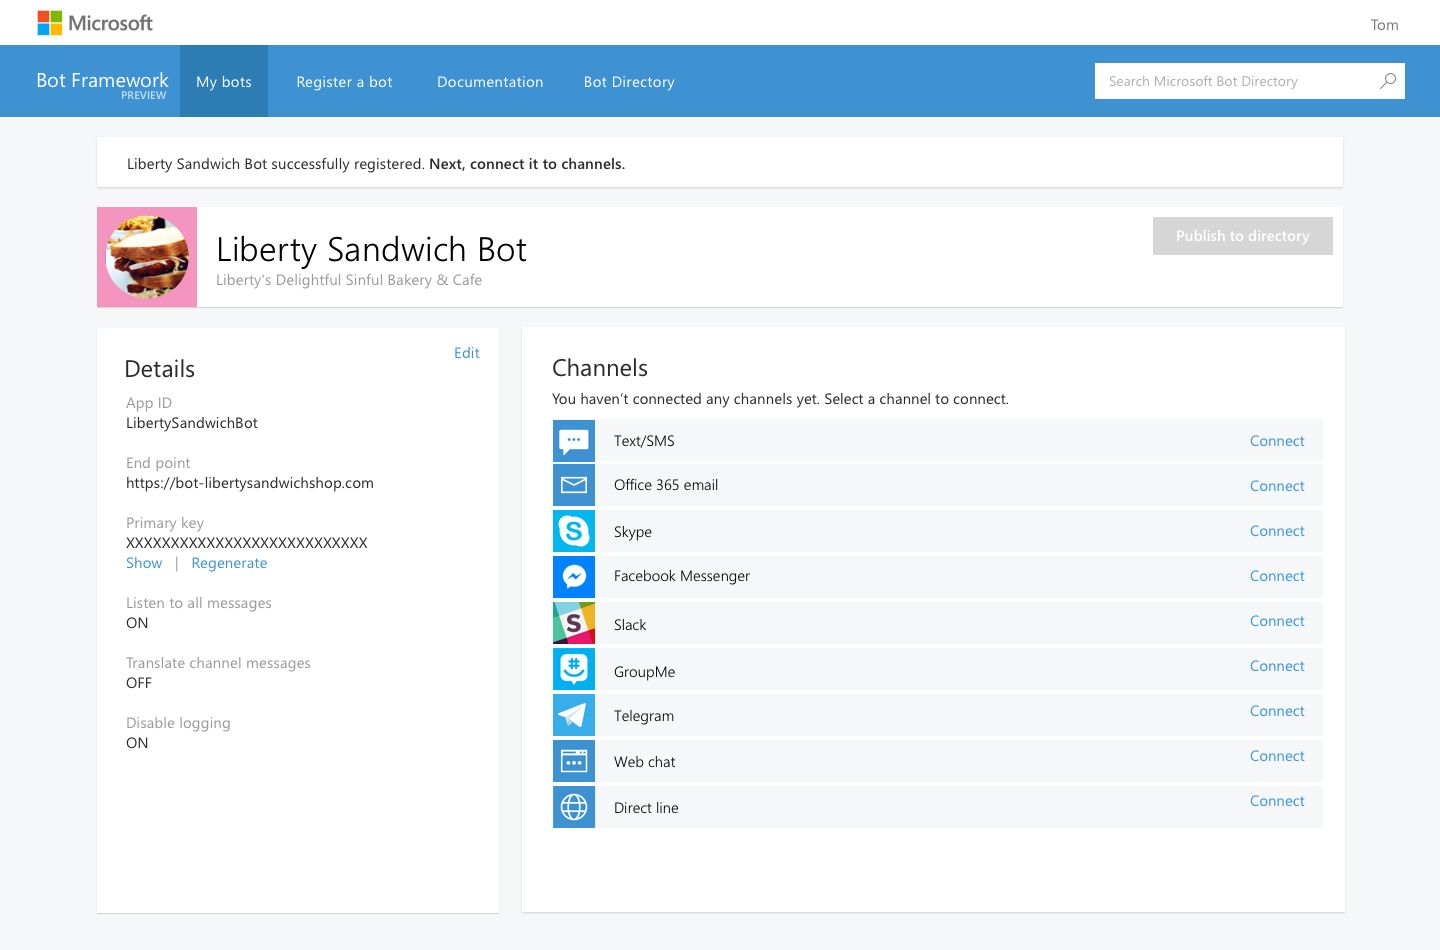 Microsoft
Tom
Bot Framework
PREVIEW
My bots
Register a bot
Documentation
Bot Directory
Search Microsoft Bot Directory
Liberty Sandwich Bot successfully registered. Next, connect it to channels.
Liberty Sandwich Bot
Liberty's Delightful Sinful Bakery & Cafe
Publish to directory
Details
Edit
App ID
LibertySandwichBot
End point
https://bot-libertysandwichshop.com
Primary key
XXXXXXXXXXXXXXXXXXXXXXXXXXX
Show | Regenerate
Listen to all messages
ON
Translate channel messages
OFF
Disable logging
ON
Channels
You haven’t connected any channels yet. Select a channel to connect.
Text/SMS Connect
Office 365 email Connect
Skype Connect
Facebook Messenger Connect
Slack Connect
GroupMe Connect
Telegram Connect
Web chat Connect
Direct line Connect